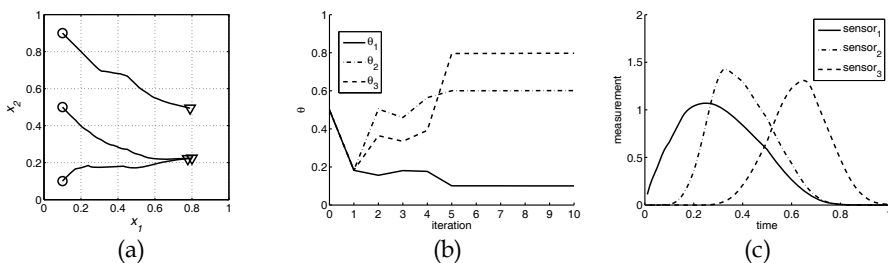 1
0.8
0.6
0.4
0.2
0
0 0.2 0.4 0.6 0.8 1
x2
x1
(a)
1
0.8
0.6
0.4
0.2
0
0 1 2 3 4 5 6 7 8 9 10
θ
iteration
θ1
θ2
θ3
(b)
2
1.5
1
0.5
0
0 0.2 0.4 0.6 0.8 1
measurement
time
sensor1
sensor2
sensor3
(c)